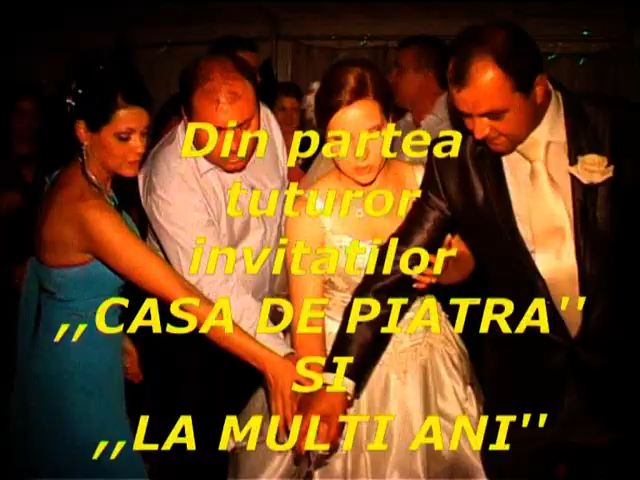 Din partea
tuturor
invitatilor
,,CASA DE PIATRA''
SI
,,LA MULTI ANI''